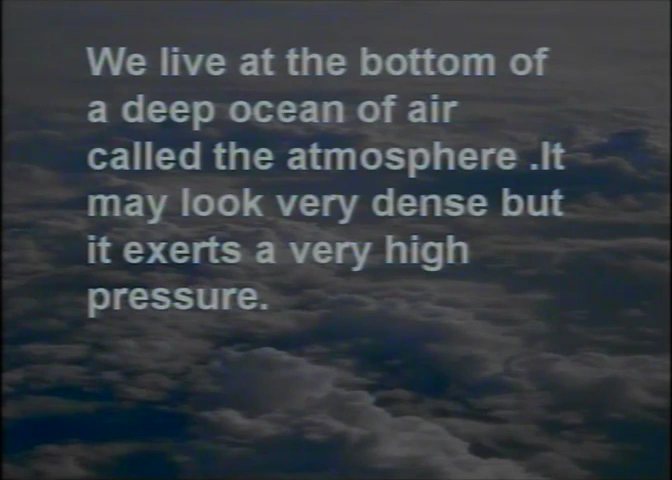 We live at the bottom of
a deep ocean of air
called the atmosphere .It
may look very dense but
it exerts a very high
pressure.